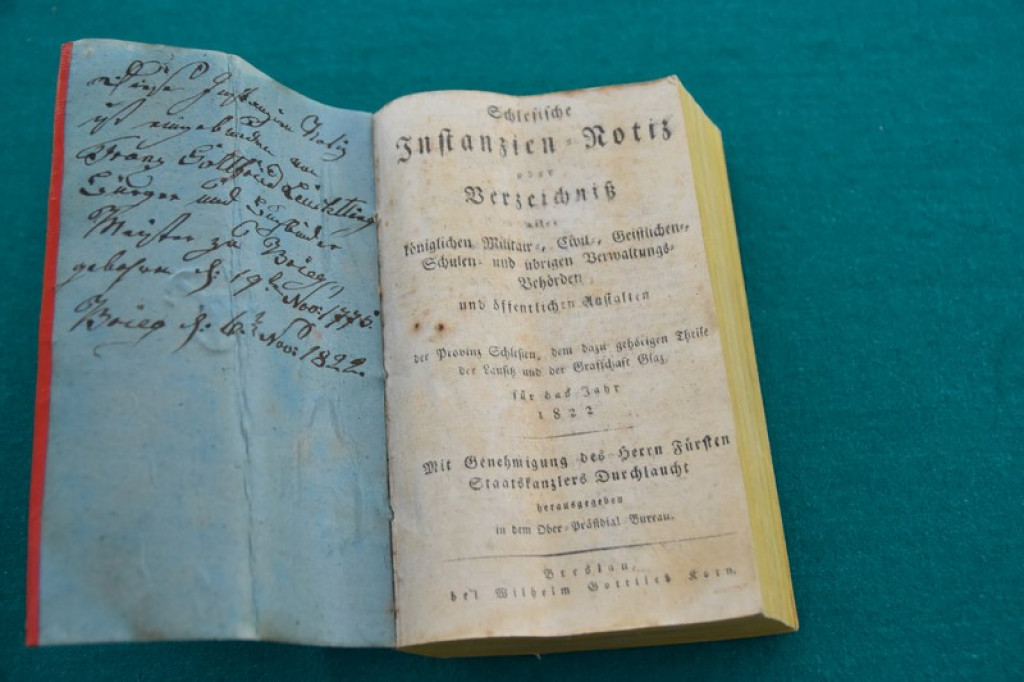 Diese Instanzien Notiz
ist eingebunden von
Franz Gottfried
Bürger und Buchbinder
Meister zu Brieg,
gebohren d: 19t Nov: 1776.
Brieg d: 6t Nov: 1822.
Schlesische
Instanzien-Notiz
oder
Verzeichniß
aller
königlichen Militair-, Civil-, Geistlichen-,
Schulen- und übrigen Verwaltungs-
Behörden
und öffentlichen Anstalten
der Provinz Schlesien, dem dazu gehörigen Theile
der Lausitz und der Grafschaft Glaz,
für das Jahr
1822
Mit Genehmigung des Herrn Fürsten
Staatskanzlers Durchlaucht
herausgegeben
in dem Ober-Präsidial Bureau.
Breslau,
bei Wilhelm Gottlieb Korn.